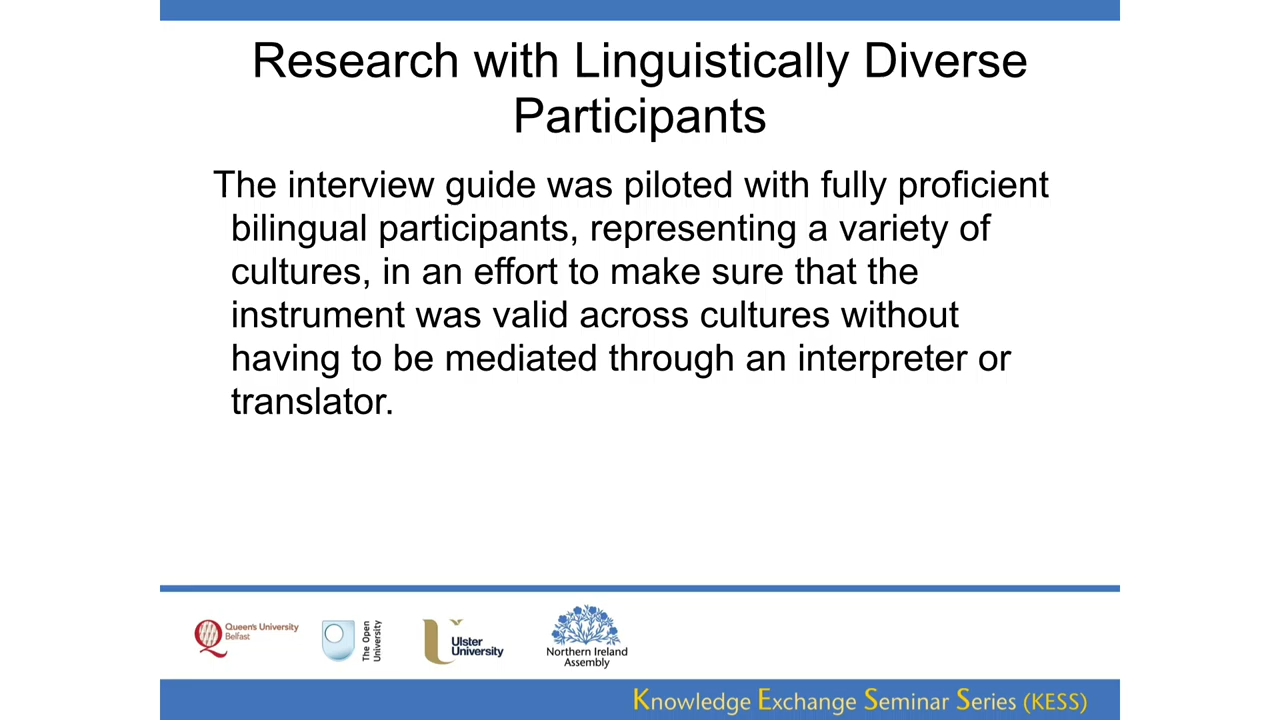 Research with Linguistically Diverse
Participants
The interview guide was piloted with fully proficient
bilingual participants, representing a variety of
cultures, in an effort to make sure that the
instrument was valid across cultures without
having to be mediated through an interpreter or
translator.
Queen's University
Belfast
The Open
University
Ulster
University
Northern Ireland
Assembly
Knowledge Exchange Seminar Series (KESS)